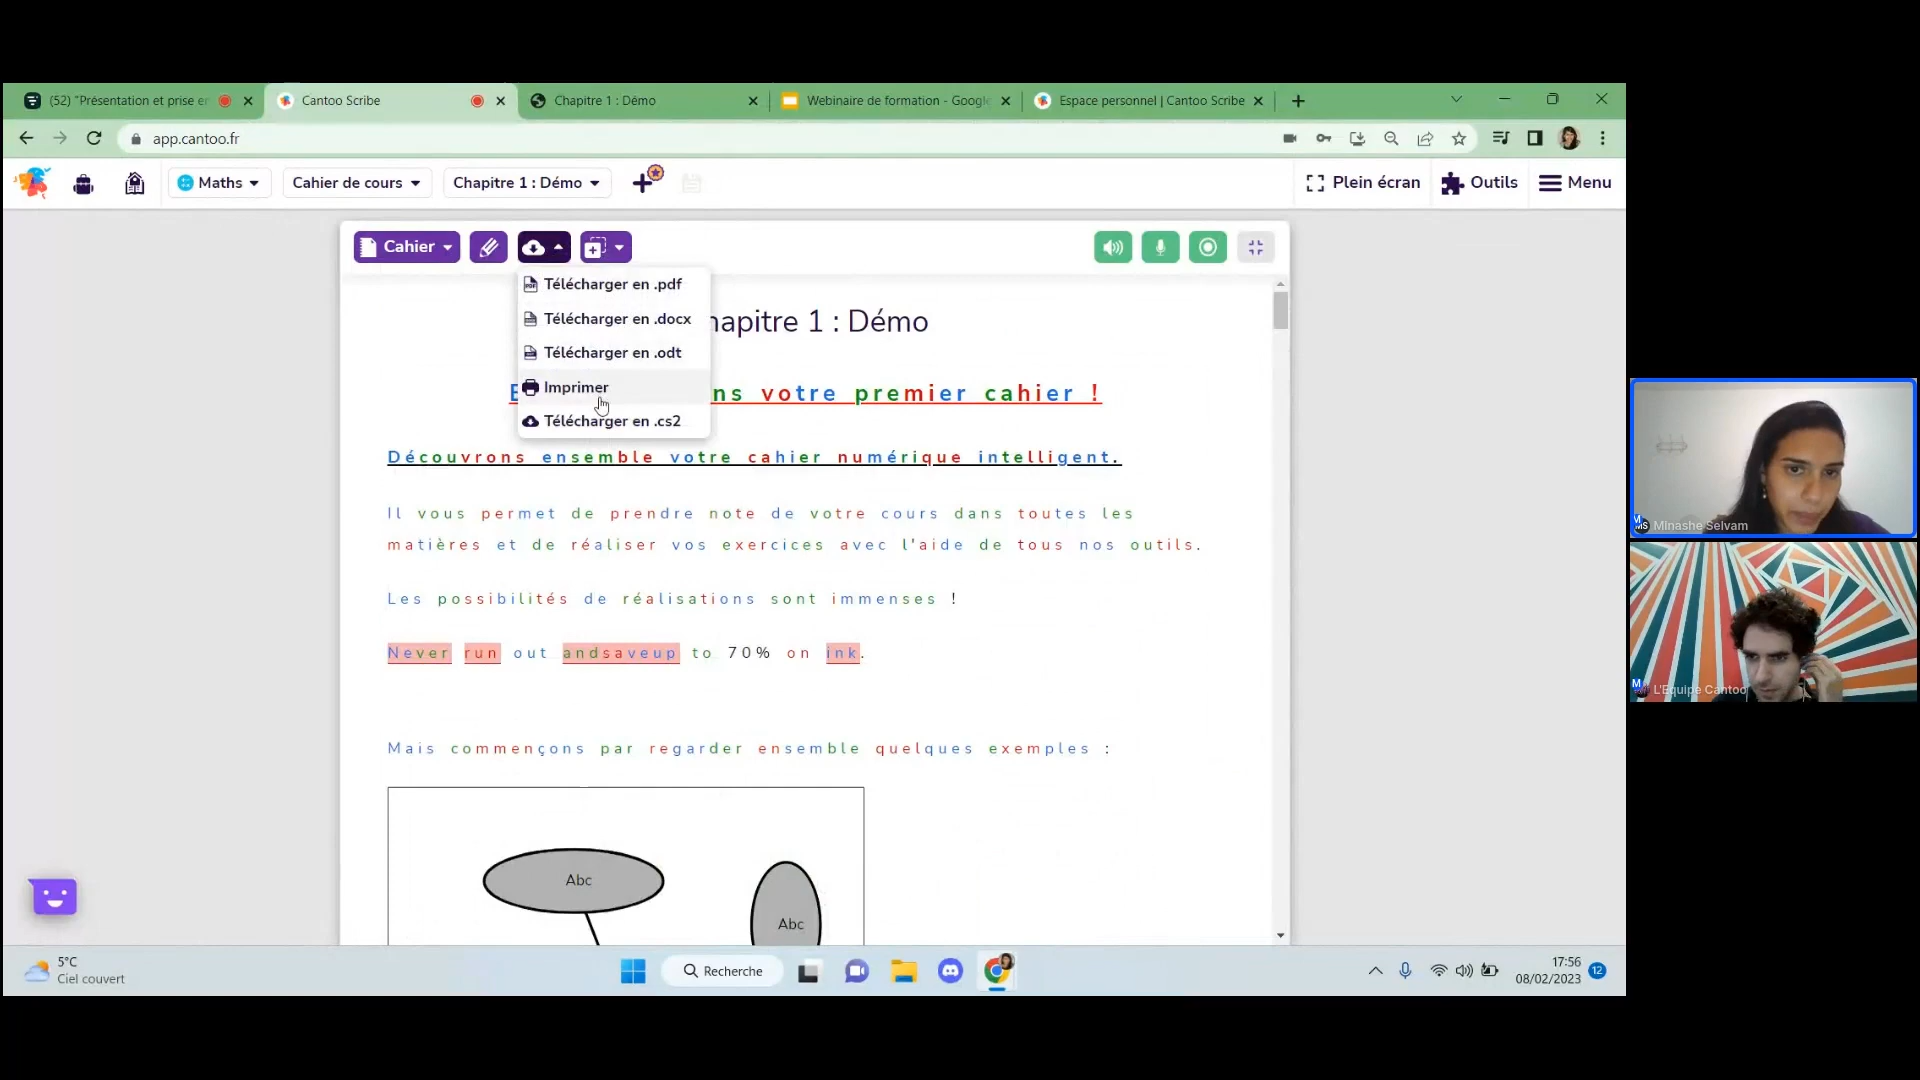 (52) "Présentation et prise e
Cantoo Scribe
Chapitre 1 : Démo
Webinaire de formation - Google
Espace personnel | Cantoo Scribe
app.cantoo.fr
Maths
Cahier de cours
Chapitre 1 : Démo
Plein écran
Outils
Menu
Cahier
Télécharger en .pdf
Télécharger en .docx
Télécharger en .odt
Imprimer
Télécharger en .cs2
hapitre 1 : Démo
ns votre premier cahier !
Découvrons ensemble votre cahier numérique intelligent.
Il vous permet de prendre note de votre cours dans toutes les
matières et de réaliser vos exercices avec l'aide de tous nos outils.
Les possibilités de réalisations sont immenses !
Never run out andsaveup to 70% on ink.
Mais commençons par regarder ensemble quelques exemples :
Abc
Abc
Minashe Selvam
L'Equipe Cantoo
5°C
Ciel couvert
Recherche
17:56
08/02/2023
12